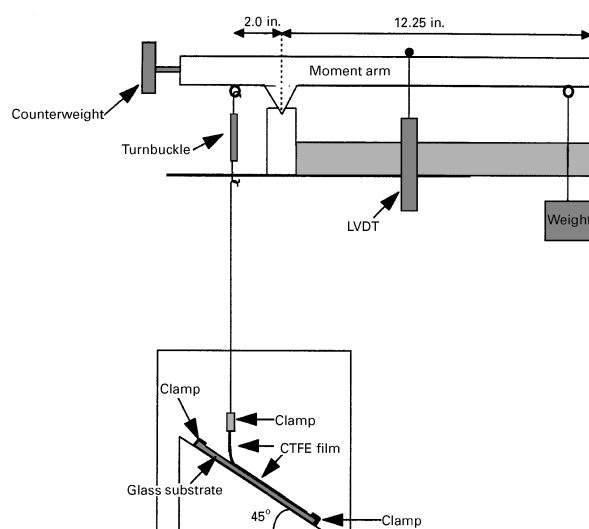 2.0 in.
12.25 in.
Moment arm
Counterweight
Turnbuckle
LVDT
Weight
Clamp
Clamp
CTFE film
Glass substrate
45°
Clamp